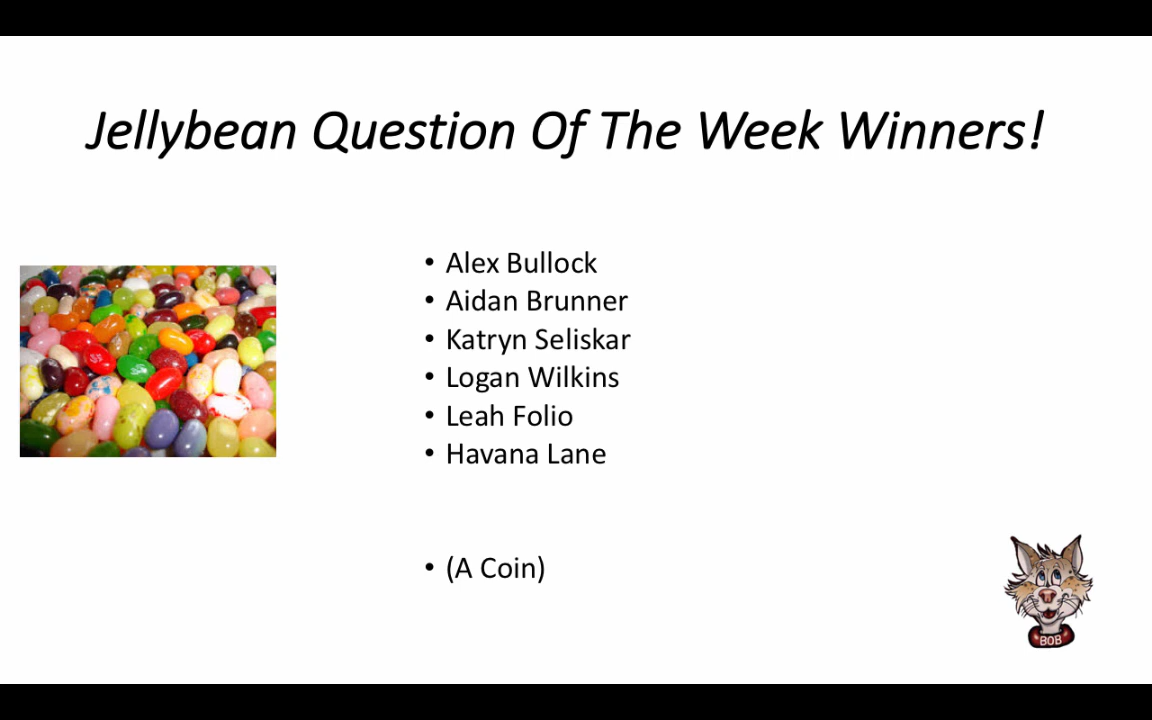 Jellybean Question Of The Week Winners!
• Alex Bullock
• Aidan Brunner
• Katryn Seliskar
• Logan Wilkins
• Leah Folio
• Havana Lane
• (A Coin)
BOB